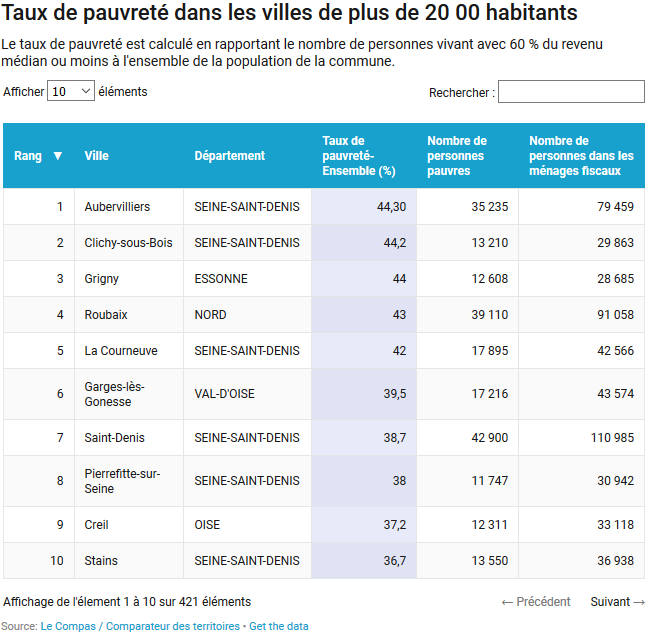 Taux de pauvreté dans les villes de plus de 20 00 habitants
Le taux de pauvreté est calculé en rapportant le nombre de personnes vivant avec 60 % du revenu
médian ou moins à l'ensemble de la population de la commune.
Afficher 10 éléments Rechercher :
Rang ▼ Ville Département Taux de pauvreté- Ensemble (%) Nombre de personnes pauvres Nombre de personnes dans les ménages fiscaux
1 Aubervilliers SEINE-SAINT-DENIS 44,30 35 235 79 459
2 Clichy-sous-Bois SEINE-SAINT-DENIS 44,2 13 210 29 863
3 Grigny ESSONNE 44 12 608 28 685
4 Roubaix NORD 43 39 110 91 058
5 La Courneuve SEINE-SAINT-DENIS 42 17 895 42 566
6 Garges-lès-Gonesse VAL-D'OISE 39,5 17 216 43 574
7 Saint-Denis SEINE-SAINT-DENIS 38,7 42 900 110 985
8 Pierrefitte-sur-Seine SEINE-SAINT-DENIS 38 11 747 30 942
9 Creil OISE 37,2 12 311 33 118
10 Stains SEINE-SAINT-DENIS 36,7 13 550 36 938
Affichage de l'élement 1 à 10 sur 421 éléments ← Précédent Suivant →
Source: Le Compas / Comparateur des territoires • Get the data